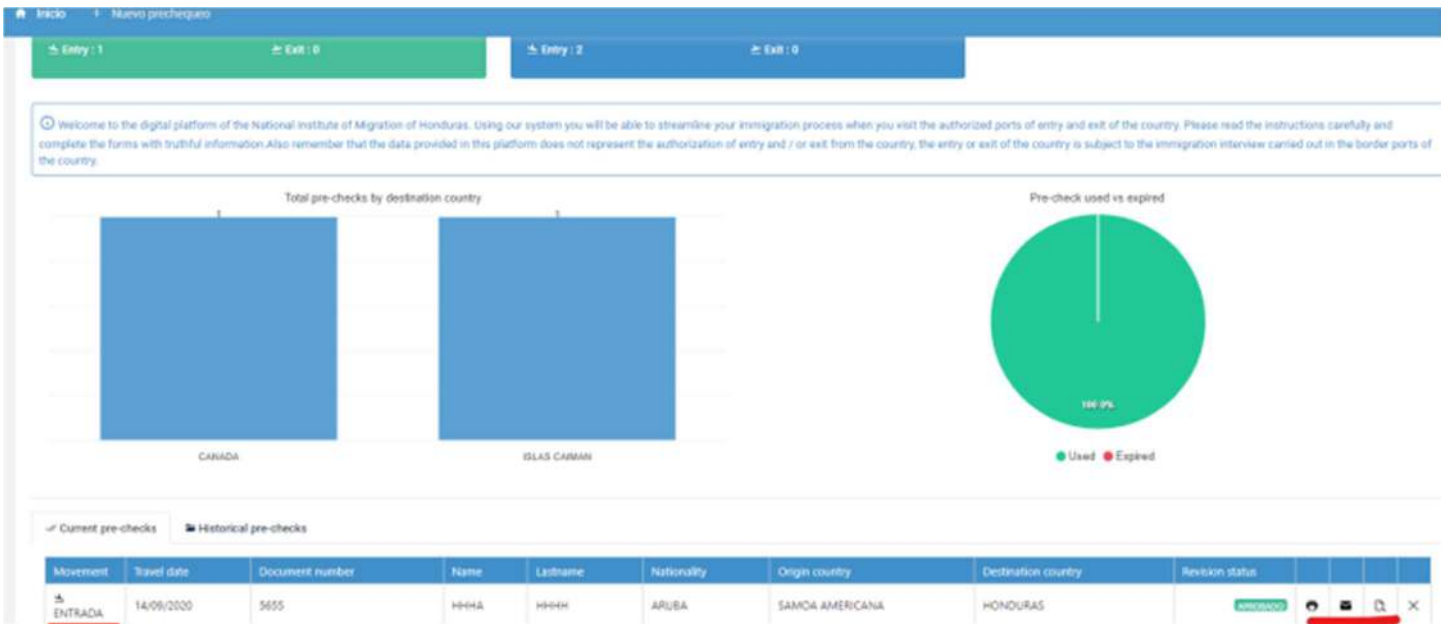 Inicio + Nuevo prechequeo
Entry : 1 Exit : 0 Entry : 2 Exit : 0
Welcome to the digital platform of the National Institute of Migration of Honduras. Using our system you will be able to streamline your immigration process when you visit the authorized ports of entry and exit of the country. Please read the instructions carefully and
complete the forms with truthful information.Also remember that the data provided in this platform does not represent the authorization of entry and / or exit from the country, the entry or exit of the country is subject to the immigration interview carried out in the border ports of
the country.
Total pre-checks by destination country Pre-check used vs expired
1 1
100.0%
CANADA ISLAS CAIMAN
Used Expired
Current pre-checks Historical pre-checks
Movement Travel date Document number Name Lastname Nationality Origin country Destination country Revision status
ENTRADA 14/09/2020 5655 HHHA HHHH ARUBA SAMOA AMERICANA HONDURAS APROBADO